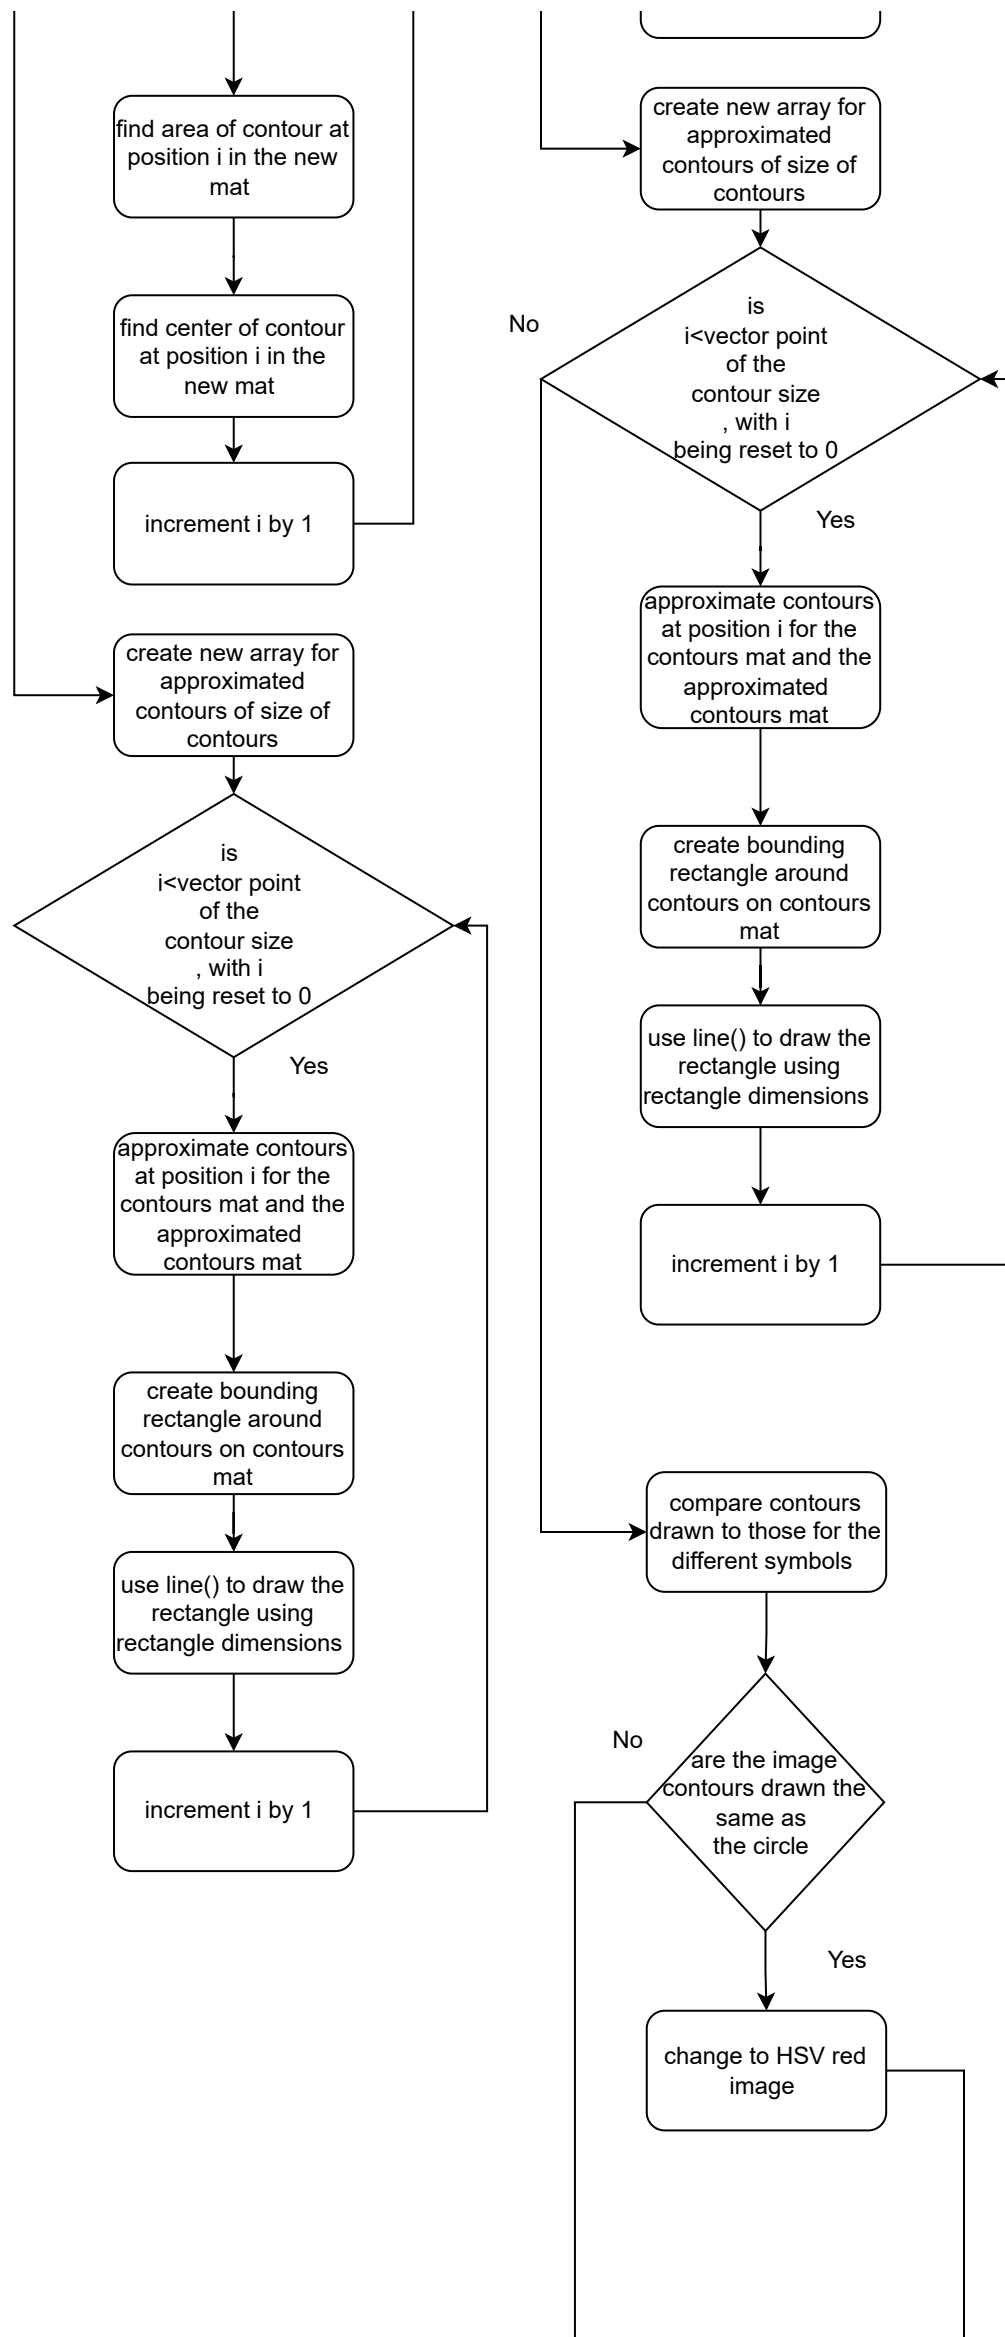 find area of contour at
position i in the new
mat
find center of contour
at position i in the
new mat
increment i by 1
create new array for
approximated
contours of size of
contours
is
i<vector point
of the
contour size
, with i
being reset to 0
Yes
approximate contours
at position i for the
contours mat and the
approximated
contours mat
create bounding
rectangle around
contours on contours
mat
use line() to draw the
rectangle using
rectangle dimensions
increment i by 1
create new array for
approximated
contours of size of
contours
No
is
i<vector point
of the
contour size
, with i
being reset to 0
Yes
approximate contours
at position i for the
contours mat and the
approximated
contours mat
create bounding
rectangle around
contours on contours
mat
use line() to draw the
rectangle using
rectangle dimensions
increment i by 1
compare contours
drawn to those for the
different symbols
No
are the image
contours drawn the
same as
the circle
Yes
change to HSV red
image